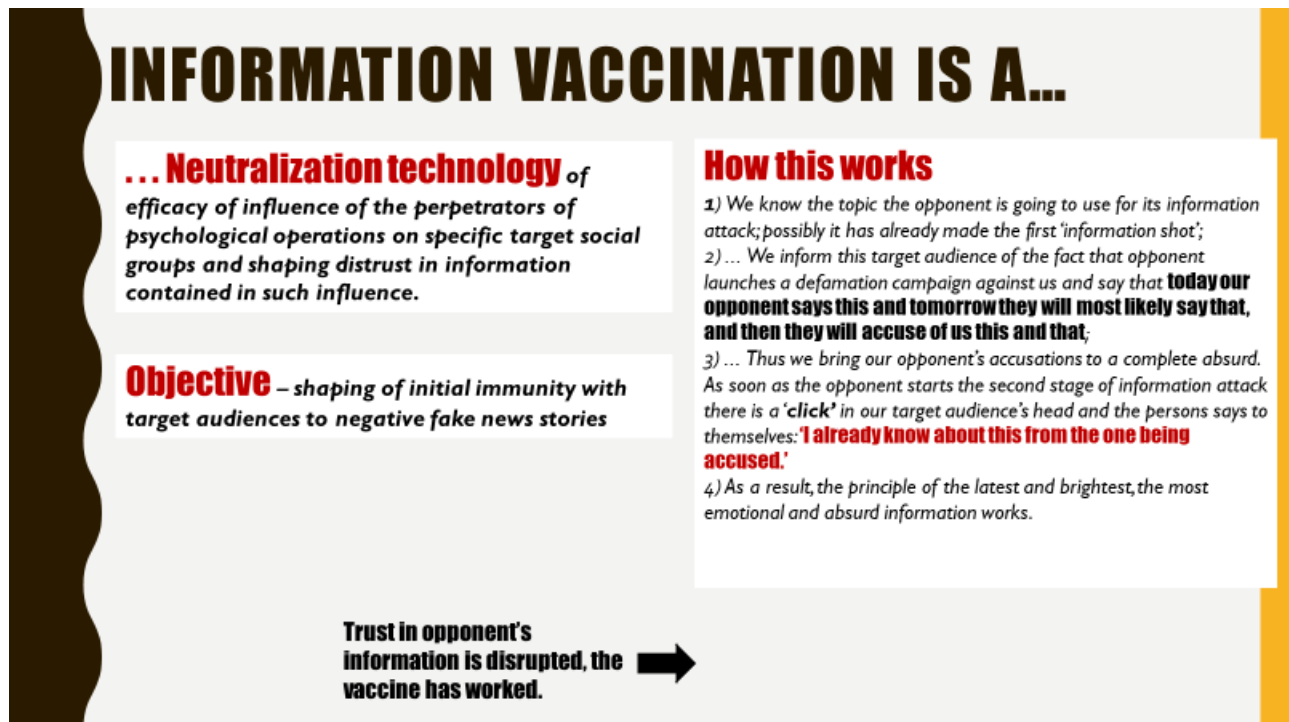 INFORMATION VACCINATION IS A...
... Neutralization technology of
efficacy of influence of the perpetrators of
psychological operations on specific target social
groups and shaping distrust in information
contained in such influence.
Objective – shaping of initial immunity with
target audiences to negative fake news stories
How this works
1) We know the topic the opponent is going to use for its information
attack; possibly it has already made the first 'information shot';
2) ... We inform this target audience of the fact that opponent
launches a defamation campaign against us and say that today our
opponent says this and tomorrow they will most likely say that,
and then they will accuse of us this and that;
3) ... Thus we bring our opponent's accusations to a complete absurd.
As soon as the opponent starts the second stage of information attack
there is a 'click' in our target audience's head and the persons says to
themselves: 'I already know about this from the one being
accused.'
4) As a result, the principle of the latest and brightest, the most
emotional and absurd information works.
Trust in opponent's
information is disrupted, the
vaccine has worked.